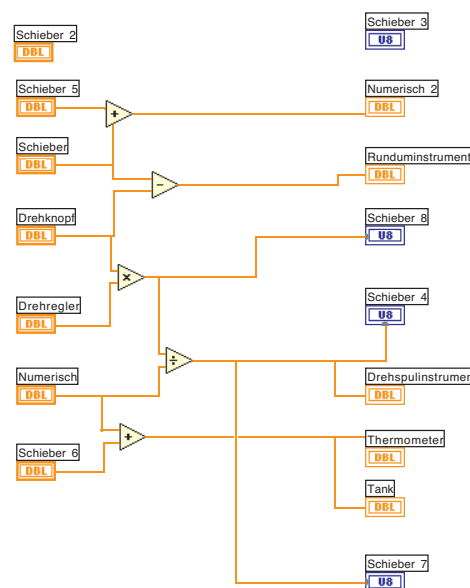 Schieber 2
DBL
Schieber 5
DBL
Schieber
DBL
Drehknopf
DBL
Drehregler
DBL
Numerisch
DBL
Schieber 6
DBL
+
−
×
÷
+
Schieber 3
U8
Numerisch 2
DBL
Runduminstrument
DBL
Schieber 8
U8
Schieber 4
U8
Drehspulinstrumen
DBL
Thermometer
DBL
Tank
DBL
Schieber 7
U8